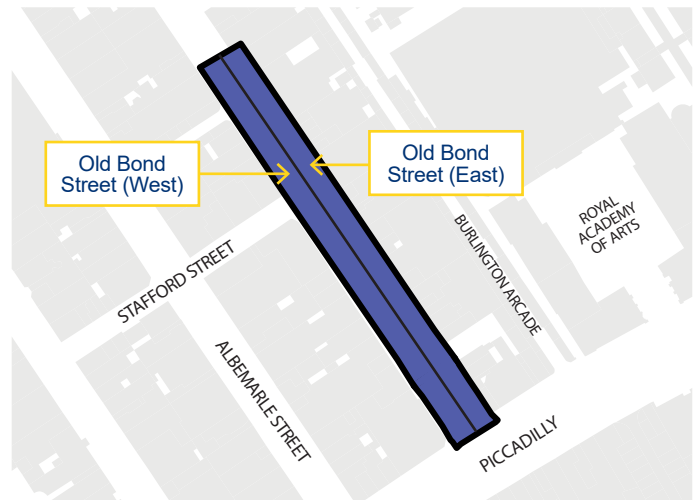 Old Bond
Street (West)
Old Bond
Street (East)
ROYAL
ACADEMY
OF ARTS
BURLINGTON ARCADE
STAFFORD STREET
ALBEMARLE STREET
PICCADILLY